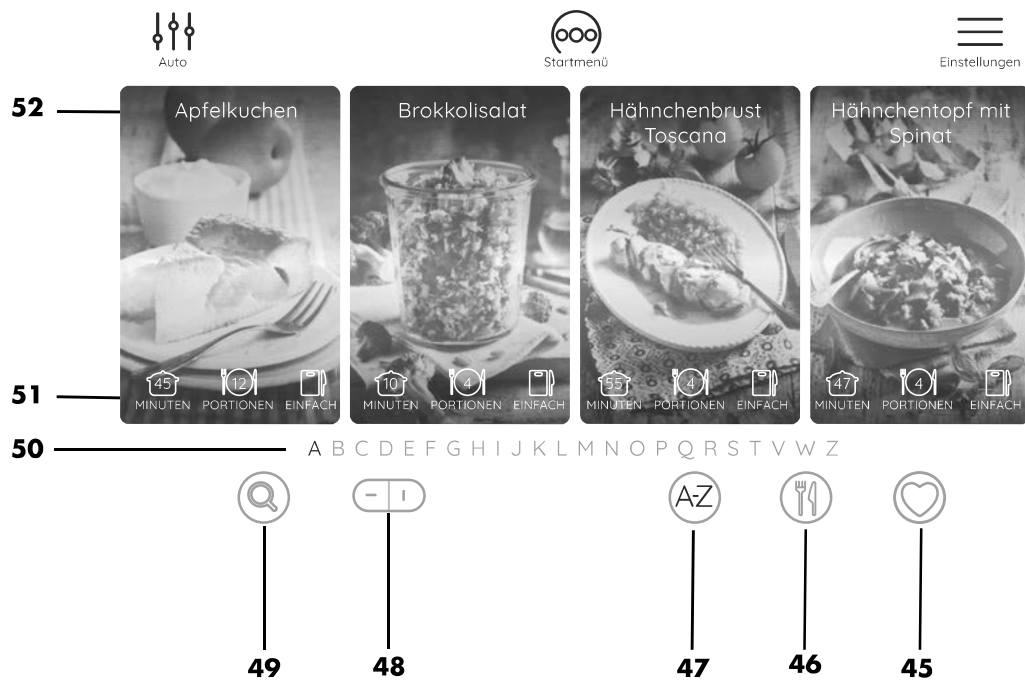 Auto
Startmenü
Einstellungen
52
Apfelkuchen
Brokkolisalat
Hähnchenbrust
Toscana
Hähnchentopf mit
Spinat
51
45
MINUTEN
12
PORTIONEN
EINFACH
10
MINUTEN
4
PORTIONEN
EINFACH
55
MINUTEN
4
PORTIONEN
EINFACH
47
MINUTEN
4
PORTIONEN
EINFACH
50
A B C D E F G H I J K L M N O P Q R S T V W Z
A-Z
49
48
47
46
45